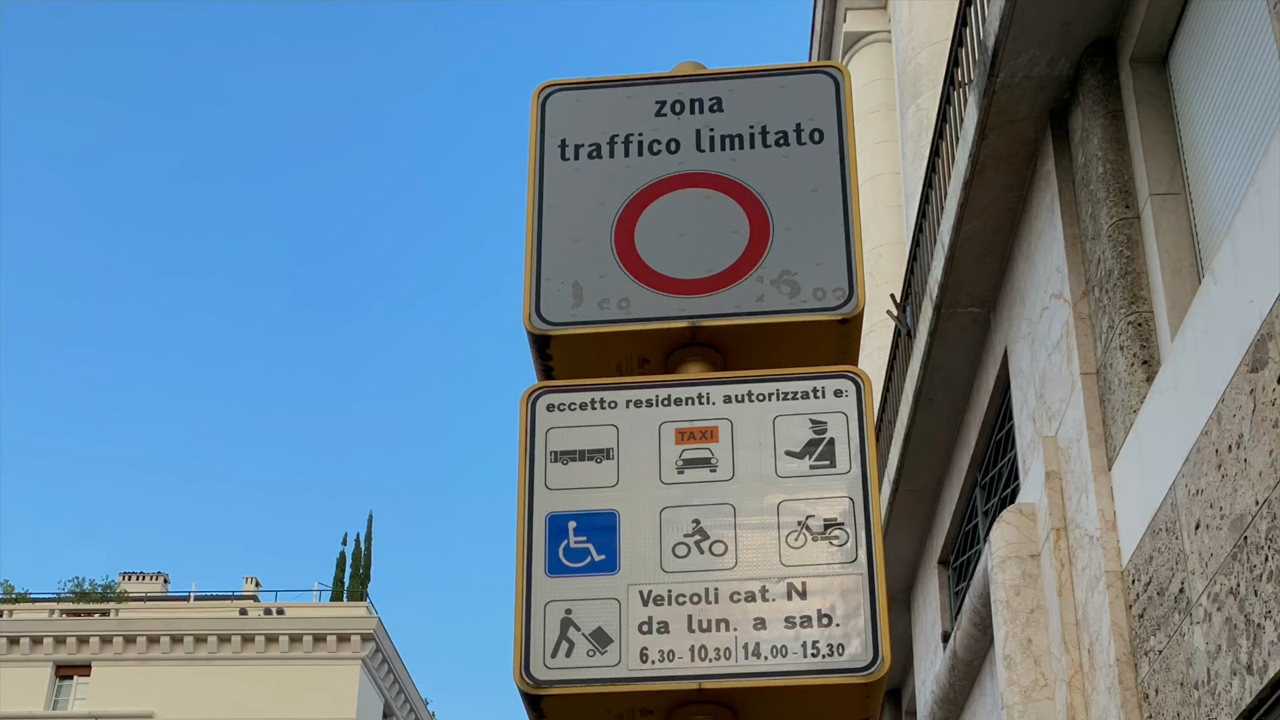 zona
traffico limitato
eccetto residenti. autorizzati e:
TAXI
Veicoli cat. N
da lun. a sab.
6,30-10,30 14,00-15,30